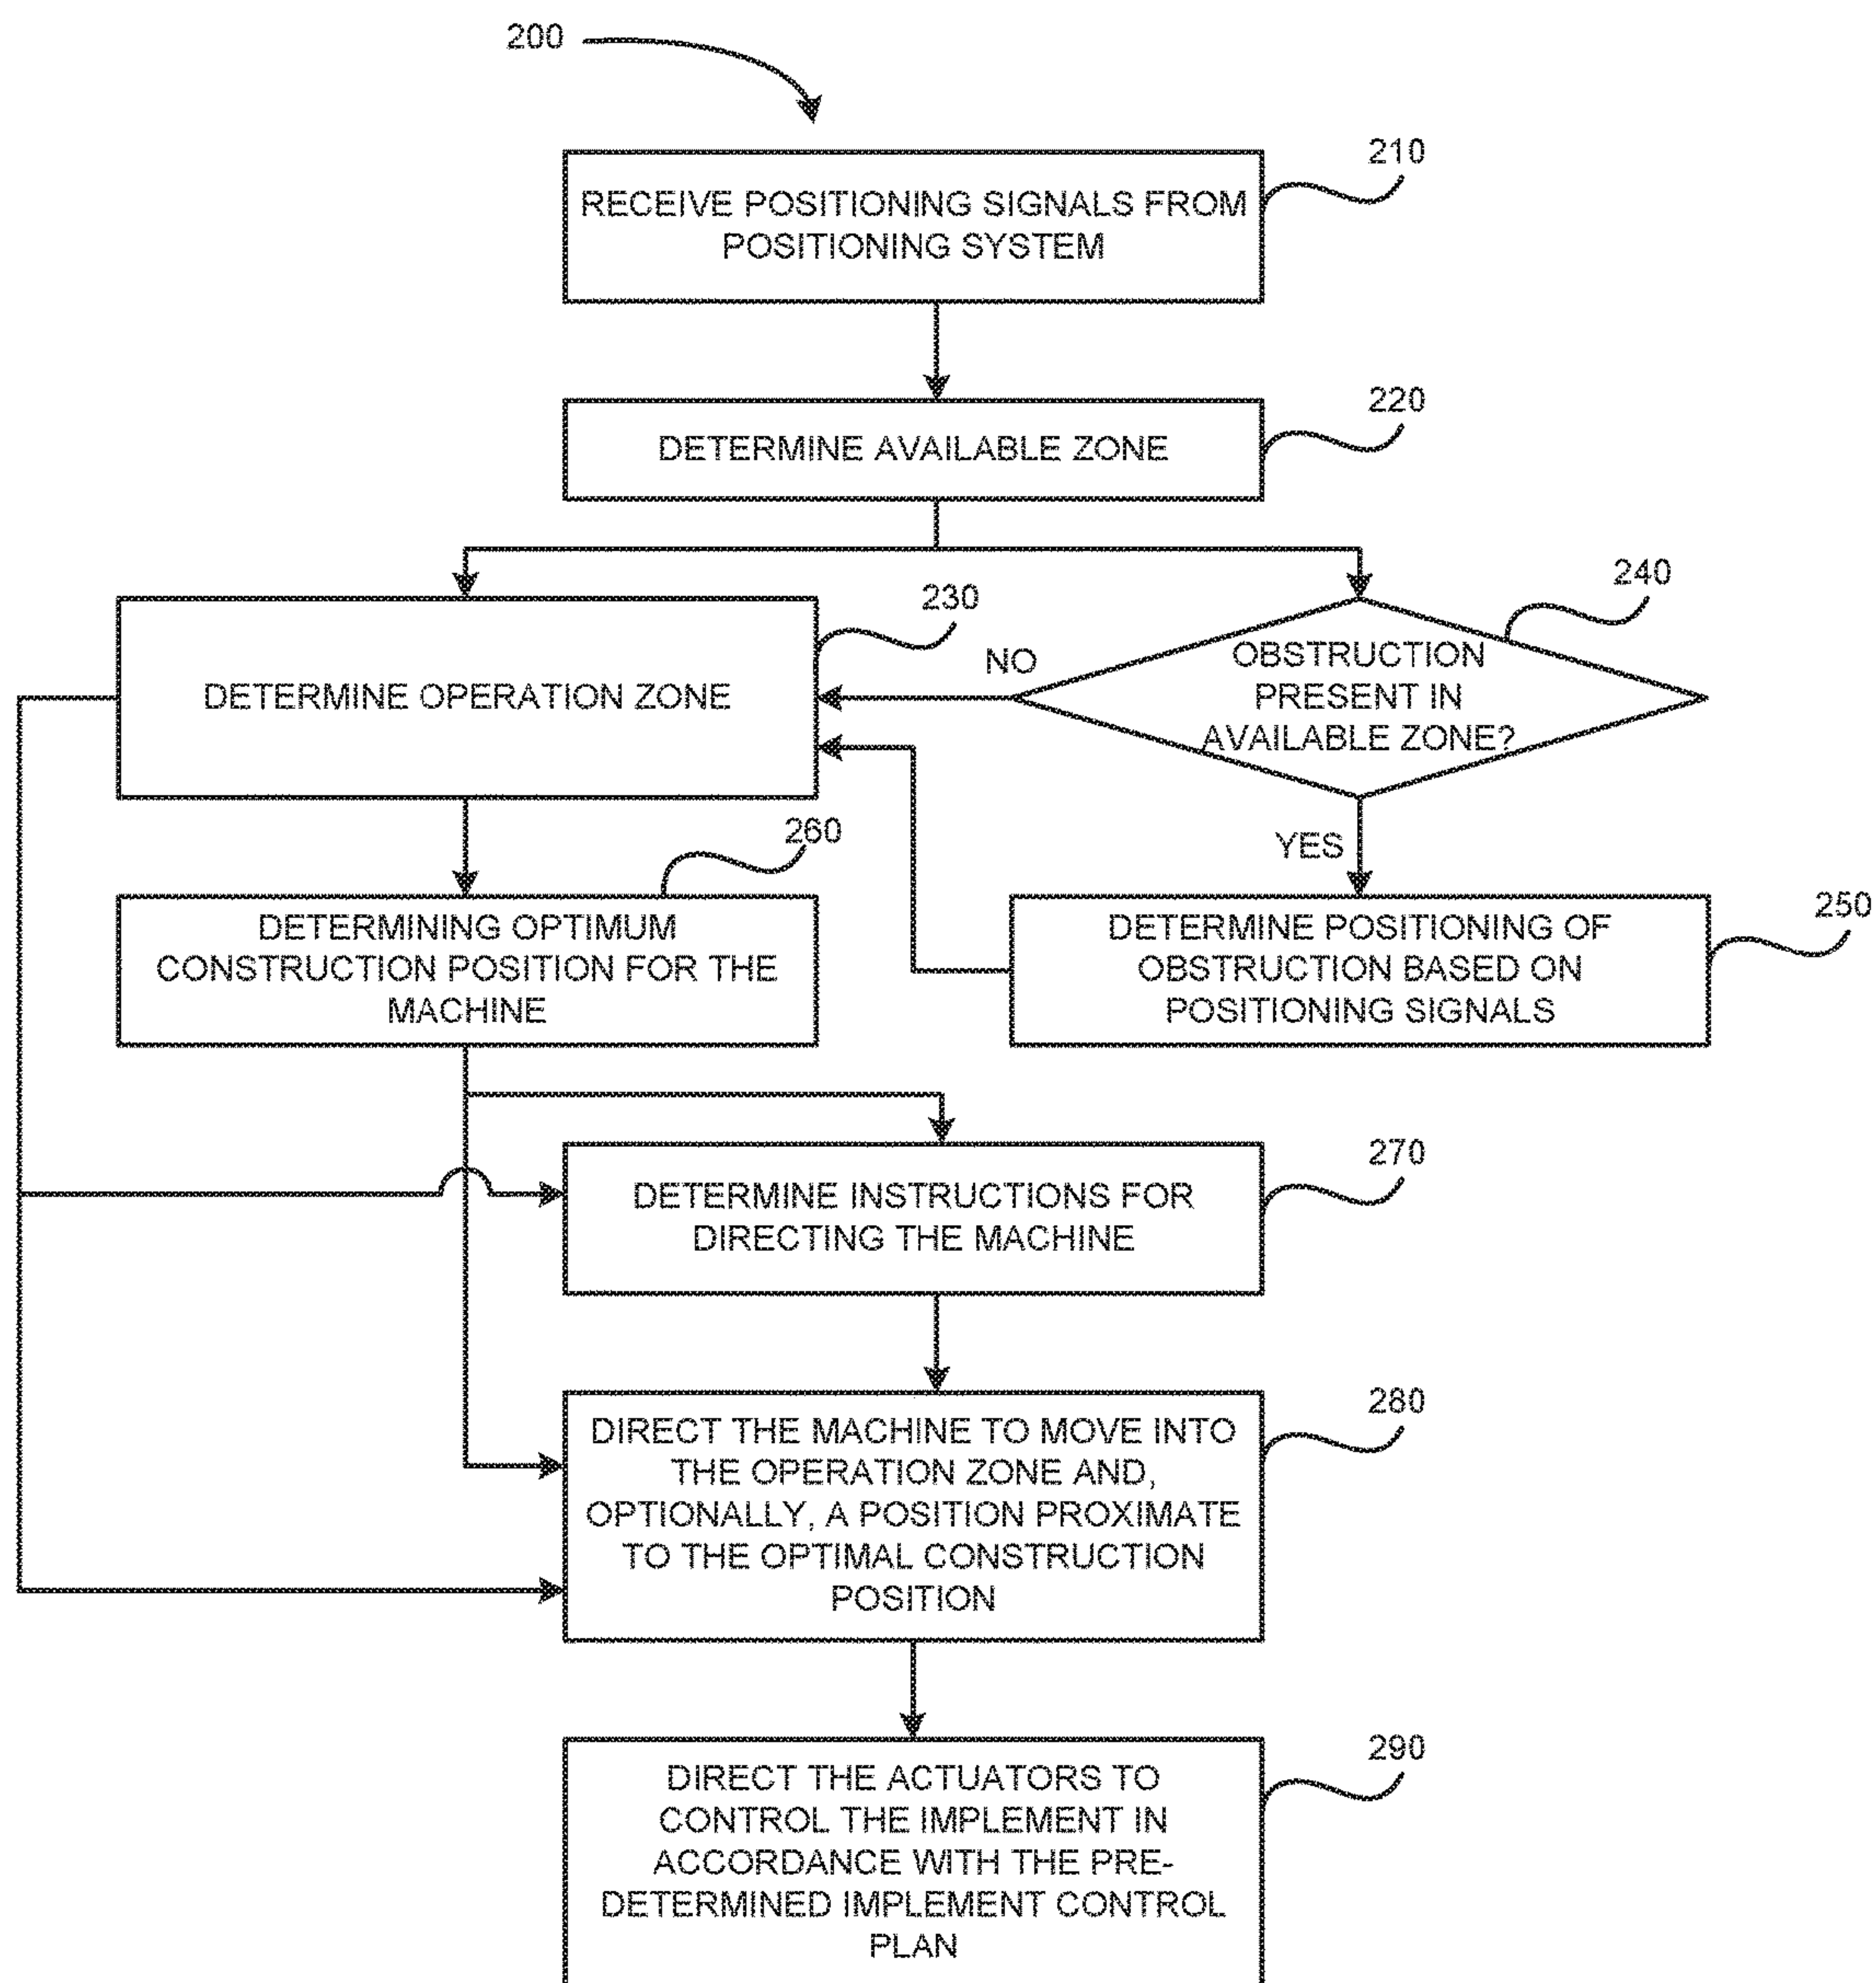 200
210
RECEIVE POSITIONING SIGNALS FROM
POSITIONING SYSTEM
220
DETERMINE AVAILABLE ZONE
230
240
DETERMINE OPERATION ZONE
NO
OBSTRUCTION
PRESENT IN
AVAILABLE ZONE?
YES
260
250
DETERMINING OPTIMUM
CONSTRUCTION POSITION FOR THE
MACHINE
DETERMINE POSITIONING OF
OBSTRUCTION BASED ON
POSITIONING SIGNALS
270
DETERMINE INSTRUCTIONS FOR
DIRECTING THE MACHINE
280
DIRECT THE MACHINE TO MOVE INTO
THE OPERATION ZONE AND,
OPTIONALLY, A POSITION PROXIMATE
TO THE OPTIMAL CONSTRUCTION
POSITION
290
DIRECT THE ACTUATORS TO
CONTROL THE IMPLEMENT IN
ACCORDANCE WITH THE PRE-
DETERMINED IMPLEMENT CONTROL
PLAN